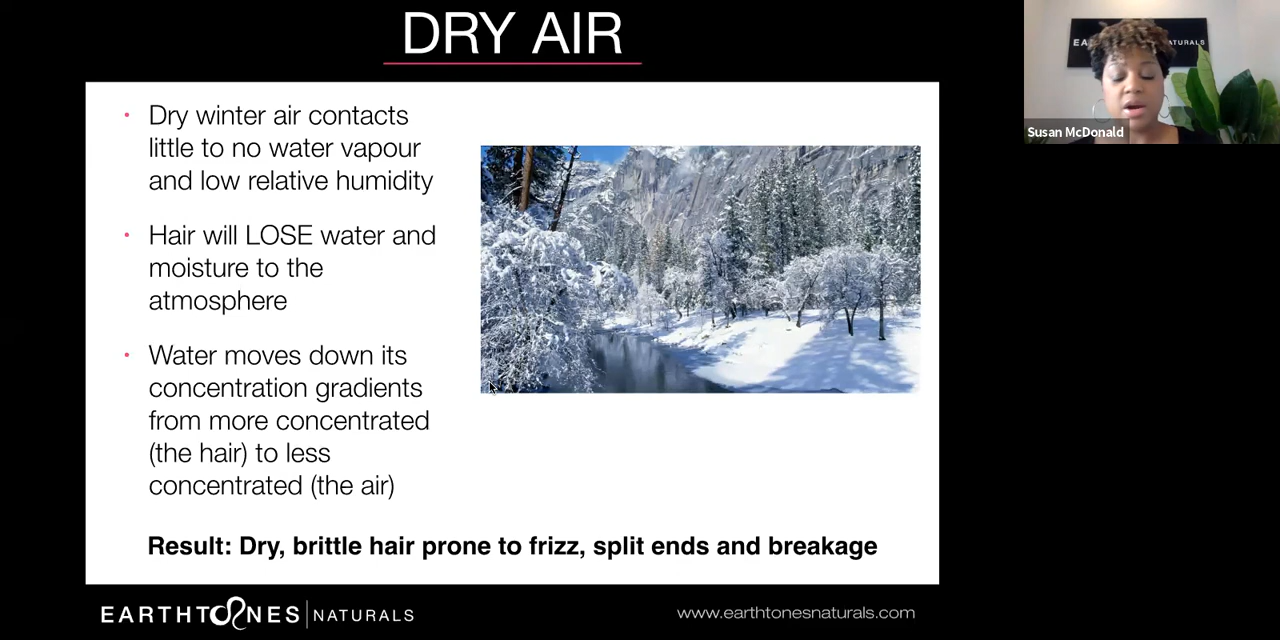 DRY AIR
• Dry winter air contacts
little to no water vapour
and low relative humidity
• Hair will LOSE water and
moisture to the
atmosphere
• Water moves down its
concentration gradients
from more concentrated
(the hair) to less
concentrated (the air)
Result: Dry, brittle hair prone to frizz, split ends and breakage
EARTHTONES NATURALS
www.earthtonesnaturals.com
EA
ATURALS
Susan McDonald